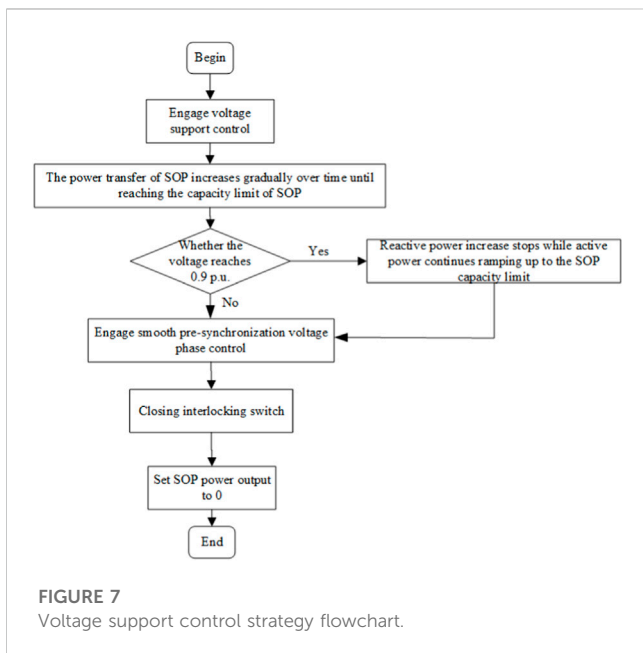 Begin
Engage voltage
support control
The power transfer of SOP increases gradually over time until
reaching the capacity limit of SOP
Whether the
voltage reaches
0.9 p.u.
Yes
Reactive power increase stops while active
power continues ramping up to the SOP
capacity limit
No
Engage smooth pre-synchronization voltage
phase control
Closing interlocking switch
Set SOP power output
to 0
End
FIGURE 7
Voltage support control strategy flowchart.